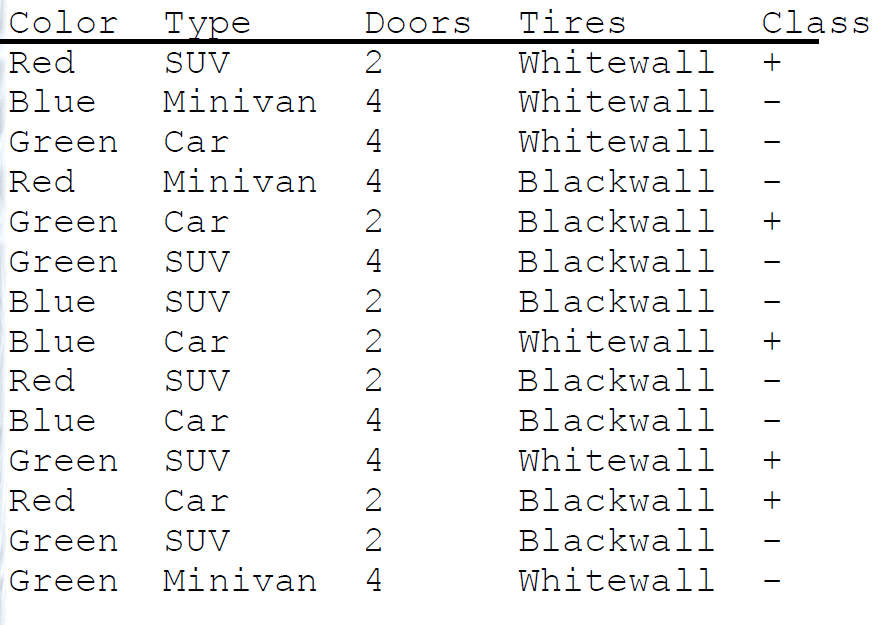 Color Type Doors Tires Class
Red SUV 2 Whitewall +
Blue Minivan 4 Whitewall -
Green Car 4 Whitewall -
Red Minivan 4 Blackwall -
Green Car 2 Blackwall +
Green SUV 4 Blackwall -
Blue SUV 2 Blackwall -
Blue Car 2 Whitewall +
Red SUV 2 Blackwall -
Blue Car 4 Blackwall -
Green SUV 4 Whitewall +
Red Car 2 Blackwall +
Green SUV 2 Blackwall -
Green Minivan 4 Whitewall -